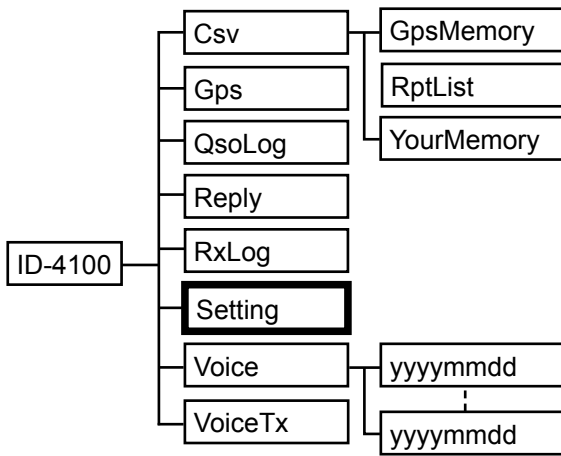 Csv
GpsMemory
Gps
RptList
QsoLog
YourMemory
Reply
RxLog
ID-4100
Setting
Voice
yyyymmdd
VoiceTx
yyyymmdd